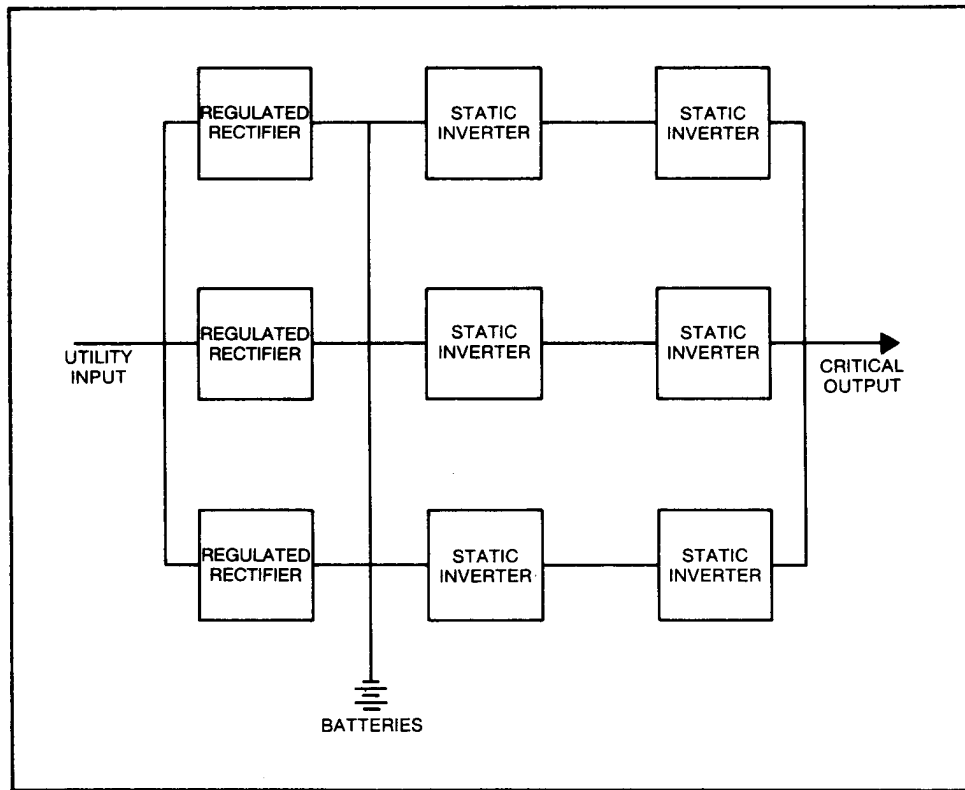 REGULATED
RECTIFIER
STATIC
INVERTER
STATIC
INVERTER
UTILITY
INPUT
REGULATED
RECTIFIER
STATIC
INVERTER
STATIC
INVERTER
CRITICAL
OUTPUT
REGULATED
RECTIFIER
STATIC
INVERTER
STATIC
INVERTER
BATTERIES